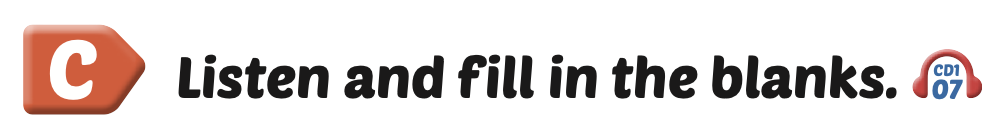 C Listen and fill in the blanks. CD1
07